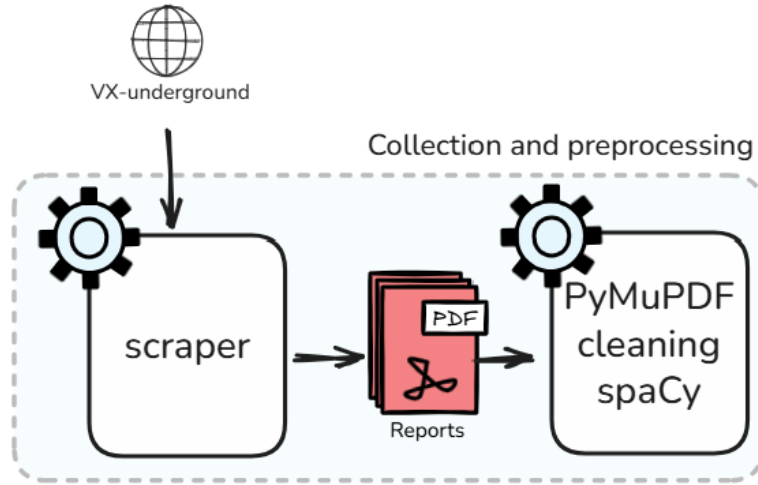 VX-underground
Collection and preprocessing
scraper
PDF
Reports
PyMuPDF
cleaning
spaCy